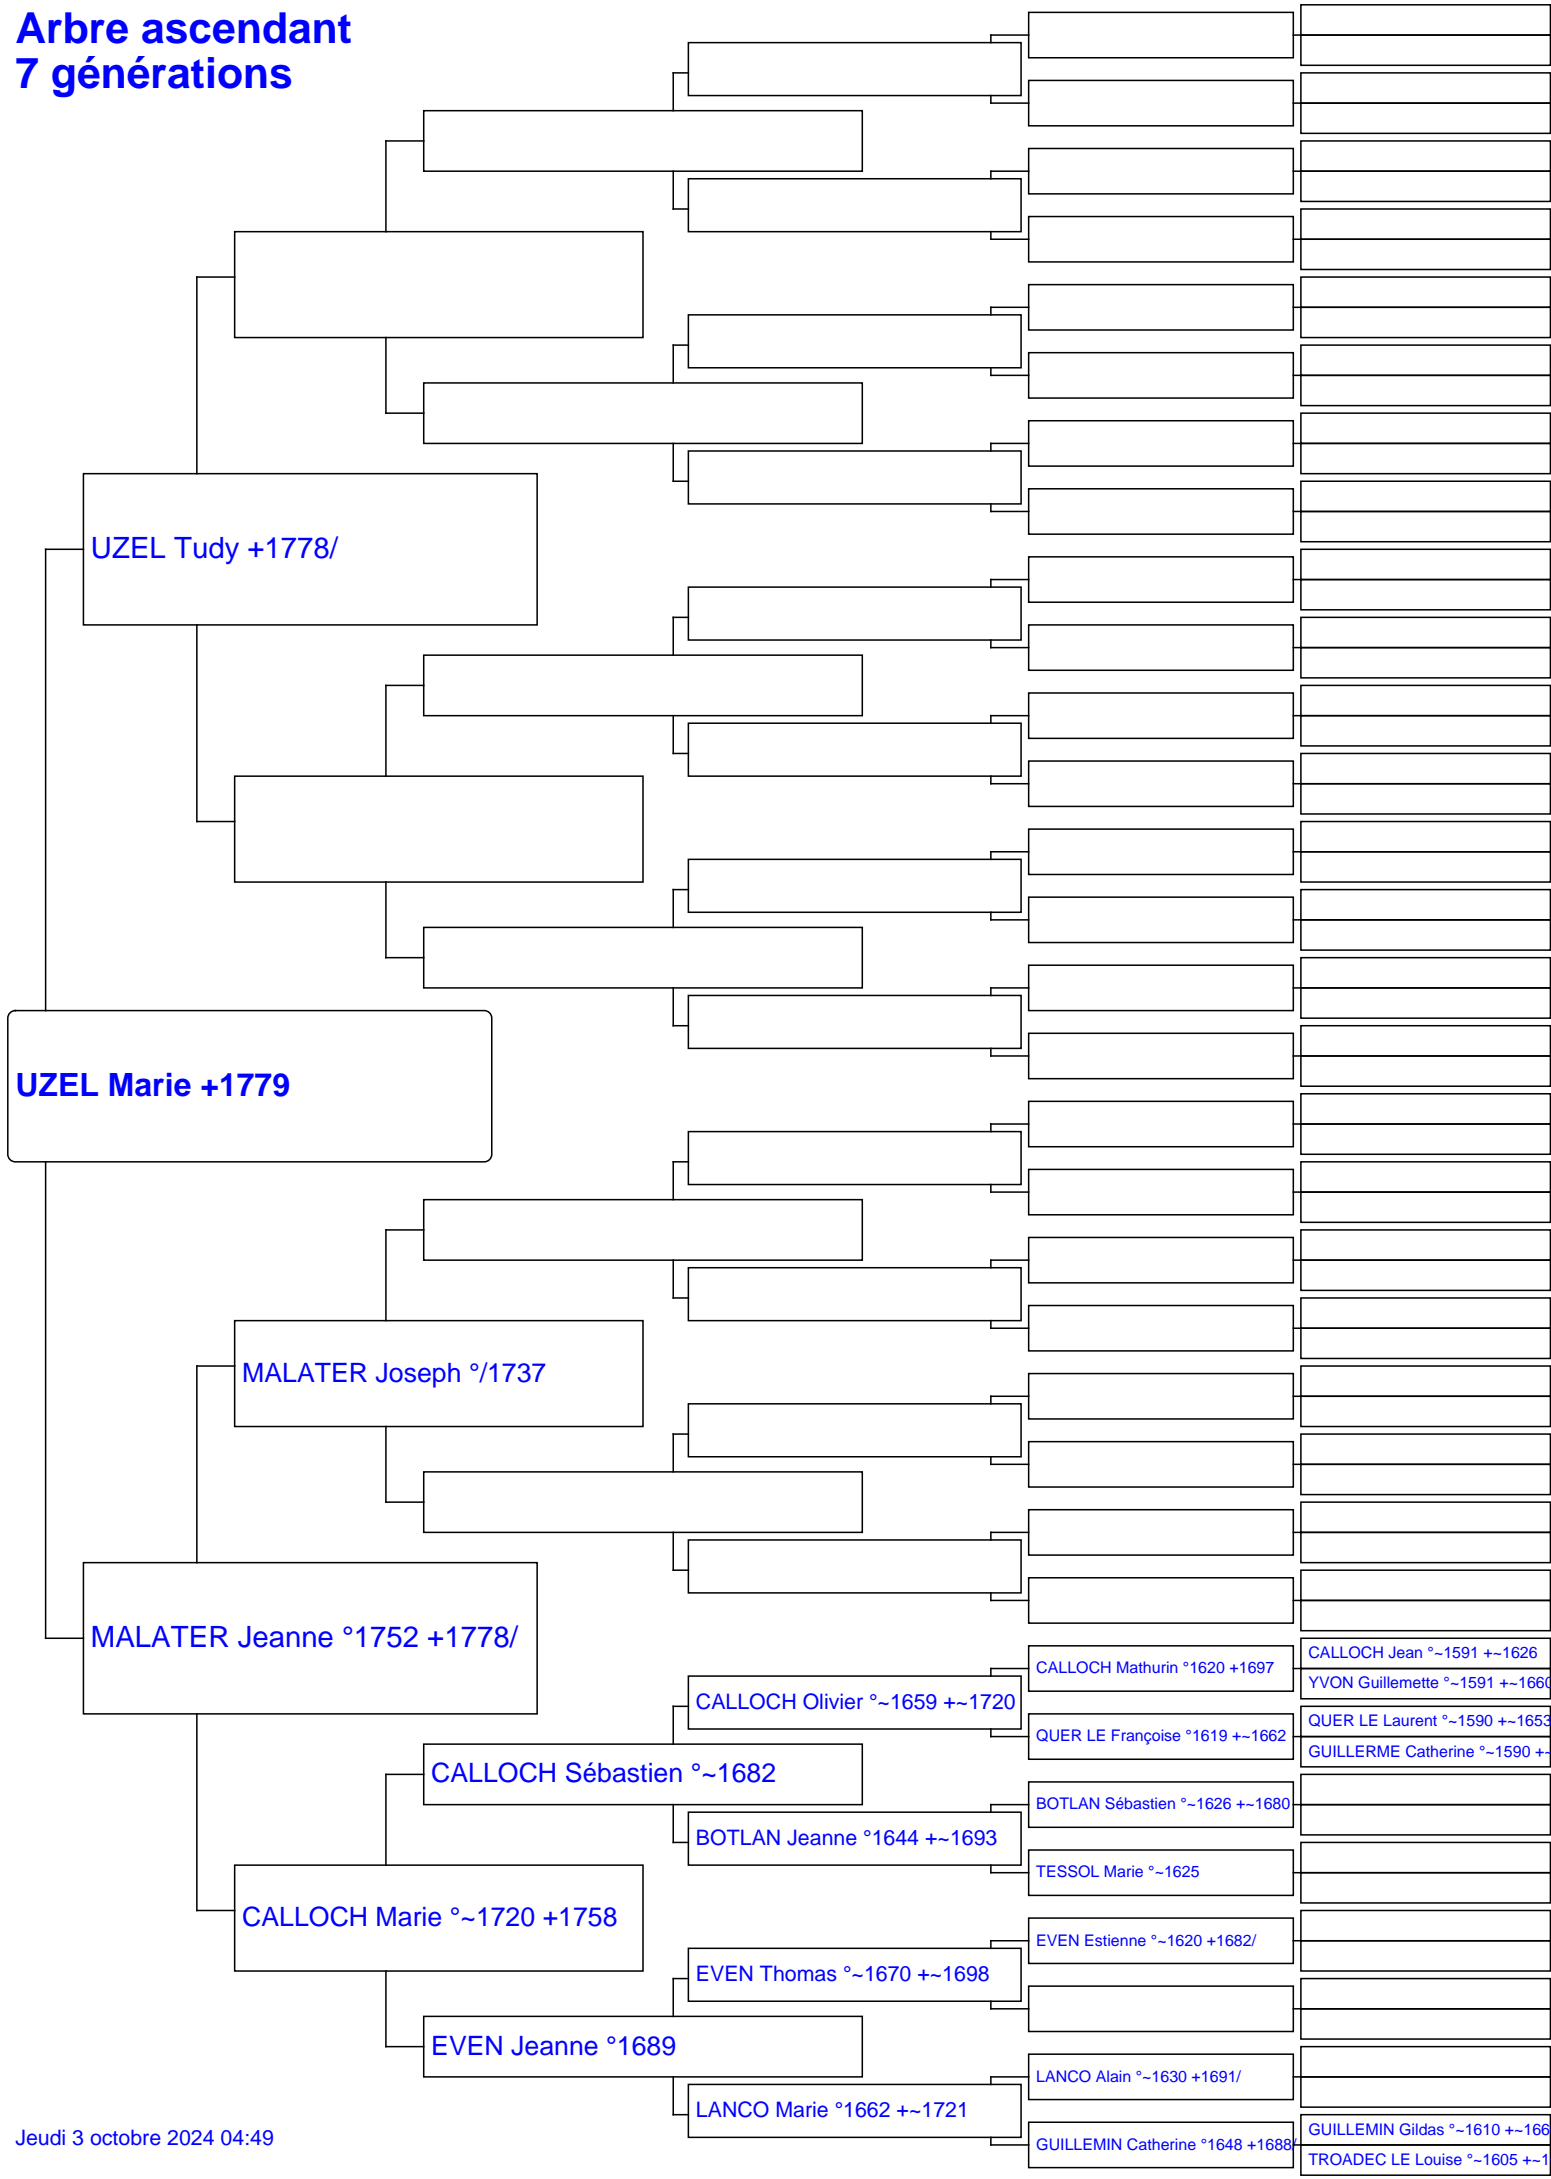 Arbre ascendant
7 générations
UZEL Tudy +1778/
UZEL Marie +1779
MALATER Joseph °/1737
MALATER Jeanne °1752 +1778/
CALLOCH Jean °~1591 +~1626
CALLOCH Mathurin °1620 +1697
YVON Guillemette °~1591 +~1660
CALLOCH Olivier °~1659 +~1720
QUER LE Laurent °~1590 +~1653
QUER LE Françoise °1619 +~1662
GUILLERME Catherine °~1590 +~
CALLOCH Sébastien °~1682
BOTLAN Sébastien °~1626 +~1680
BOTLAN Jeanne °1644 +~1693
TESSOL Marie °~1625
CALLOCH Marie °~1720 +1758
EVEN Estienne °~1620 +1682/
EVEN Thomas °~1670 +~1698
EVEN Jeanne °1689
LANCO Alain °~1630 +1691/
LANCO Marie °1662 +~1721
GUILLEMIN Gildas °~1610 +~166
GUILLEMIN Catherine °1648 +1688/
TROADEC LE Louise °~1605 +~1
Jeudi 3 octobre 2024 04:49